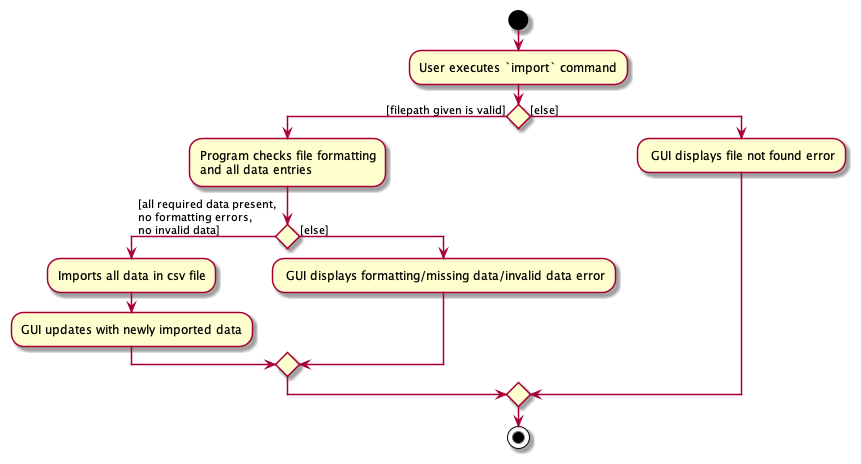 User executes `import` command
[filepath given is valid]
[else]
Program checks file formatting
and all data entries
GUI displays file not found error
[all required data present,
no formatting errors,
no invalid data]
[else]
Imports all data in csv file
GUI displays formatting/missing data/invalid data error
GUI updates with newly imported data